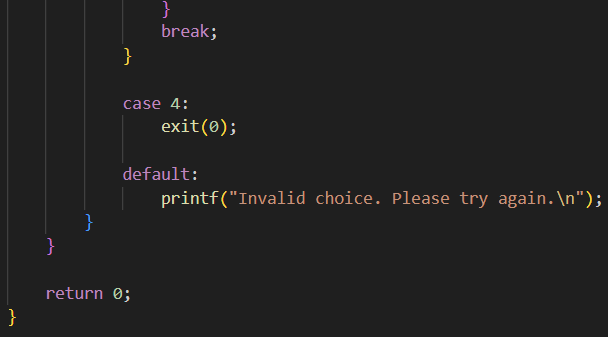 }
break;
}
case 4:
exit(0);
default:
printf("Invalid choice. Please try again.\n");
}
}
return 0;
}